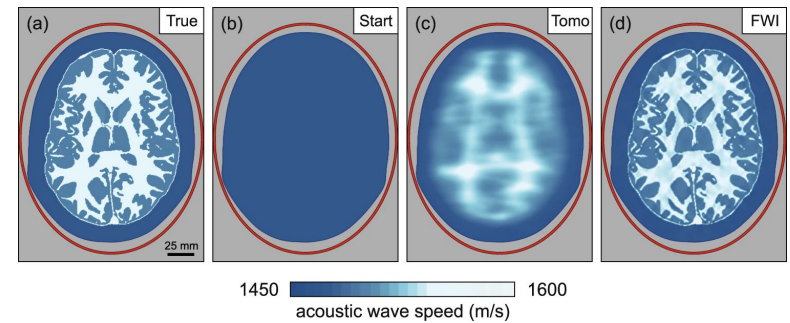 (a) True (b) Start (c) Tomo (d) FWI
25 mm
1450 1600
acoustic wave speed (m/s)